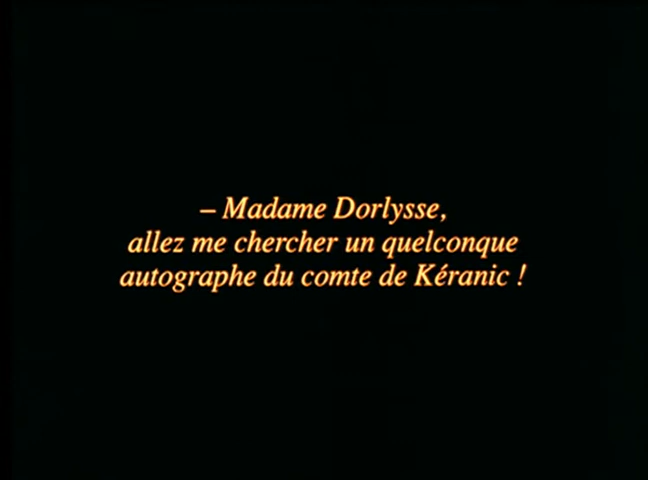 – Madame Dorlysse,
allez me chercher un quelconque
autographe du comte de Kéranic !